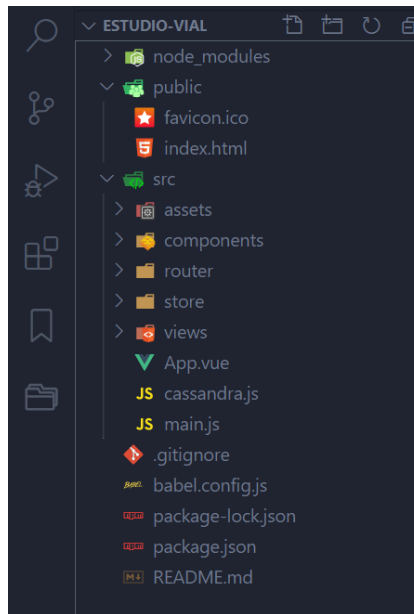 ESTUDIO-VIAL
node_modules
public
favicon.ico
index.html
src
assets
components
router
store
views
App.vue
JS cassandra.js
JS main.js
.gitignore
BABEL babel.config.js
package-lock.json
package.json
README.md